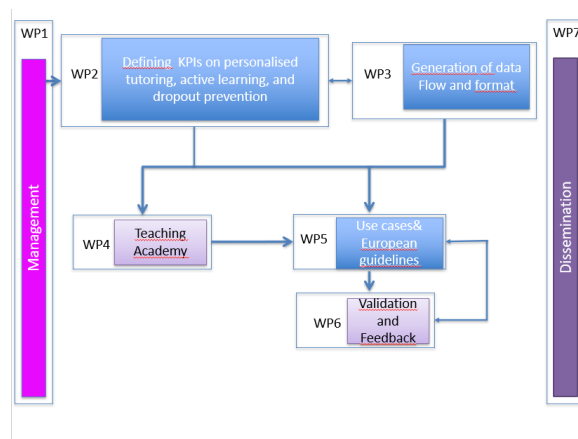 WP1
Management
WP2
Defining KPIs on personalised
tutoring, active learning, and
dropout prevention
WP3
Generation of data
Flow and format
WP4
Teaching
Academy
WP5
Use cases&
European
guidelines
WP6
Validation
and
Feedback
WP7
Dissemination